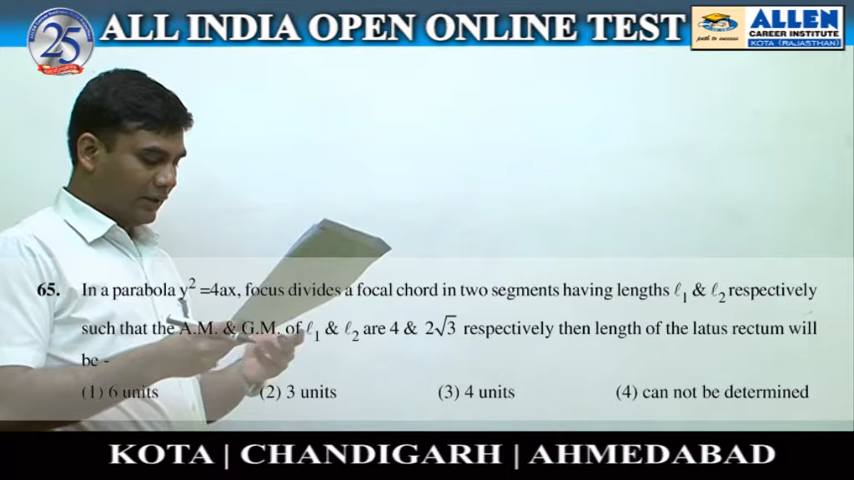 ALL INDIA OPEN ONLINE TEST
25
path to success
ALLEN
CAREER INSTITUTE
KOTA (RAJASTHAN)
65. In a parabola y² =4ax, focus divides a focal chord in two segments having lengths ℓ₁ & ℓ₂ respectively
such that the A.M. & G.M. of ℓ₁ & ℓ₂ are 4 & 2√3 respectively then length of the latus rectum will
be -
(1) 6 units (2) 3 units (3) 4 units (4) can not be determined
KOTA | CHANDIGARH | AHMEDABAD